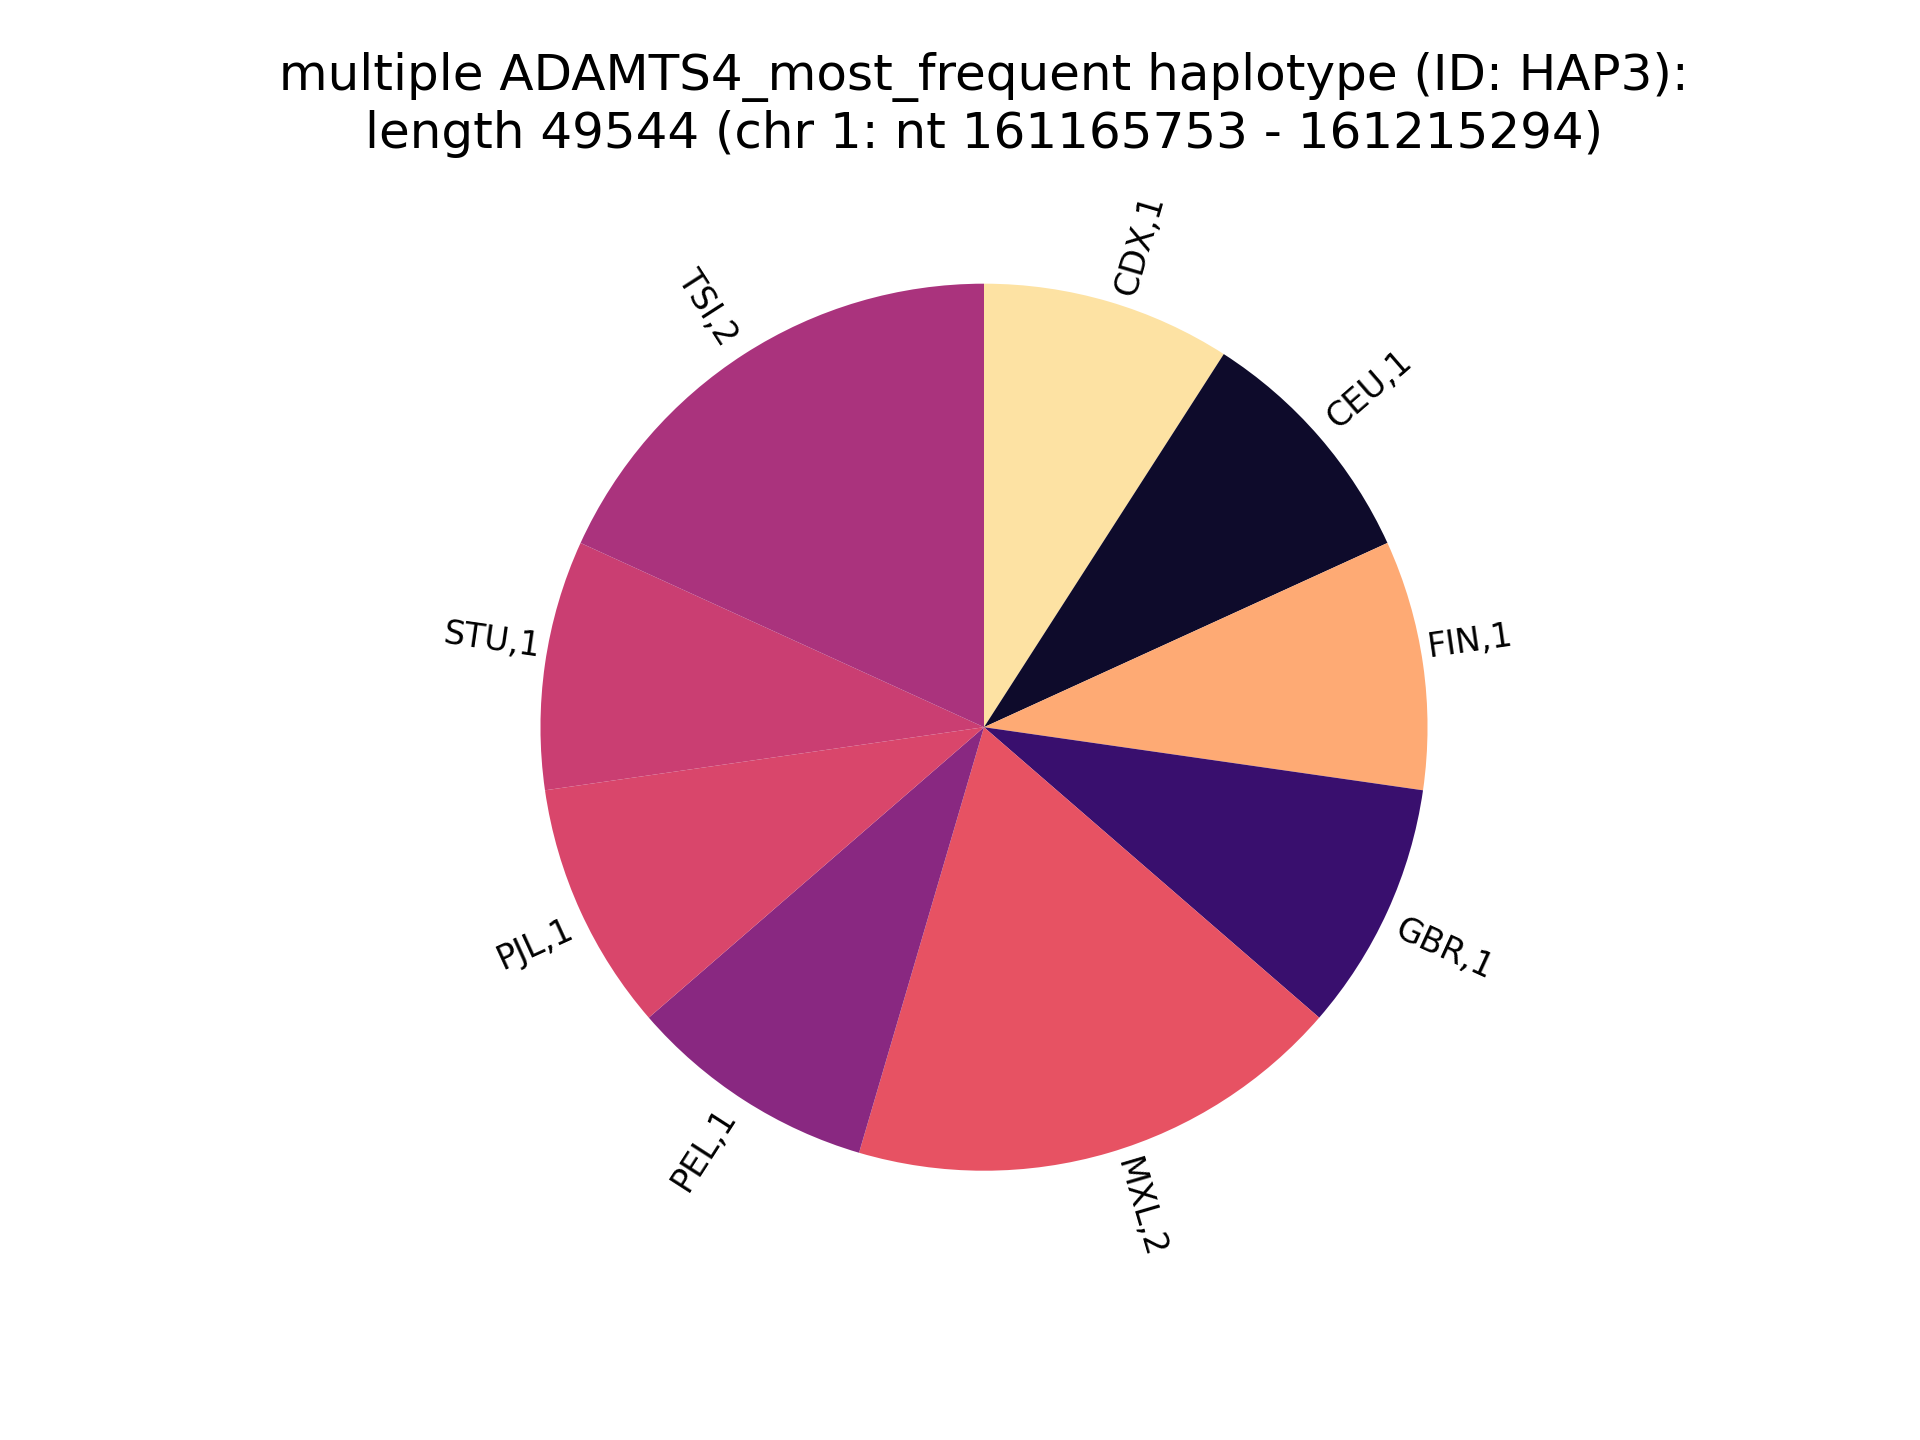 multiple ADAMTS4_most_frequent haplotype (ID: HAP3):
length 49544 (chr 1: nt 161165753 - 161215294)
CDX,1
CEU,1
FIN,1
GBR,1
MXL,2
PEL,1
PJL,1
STU,1
TSI,2